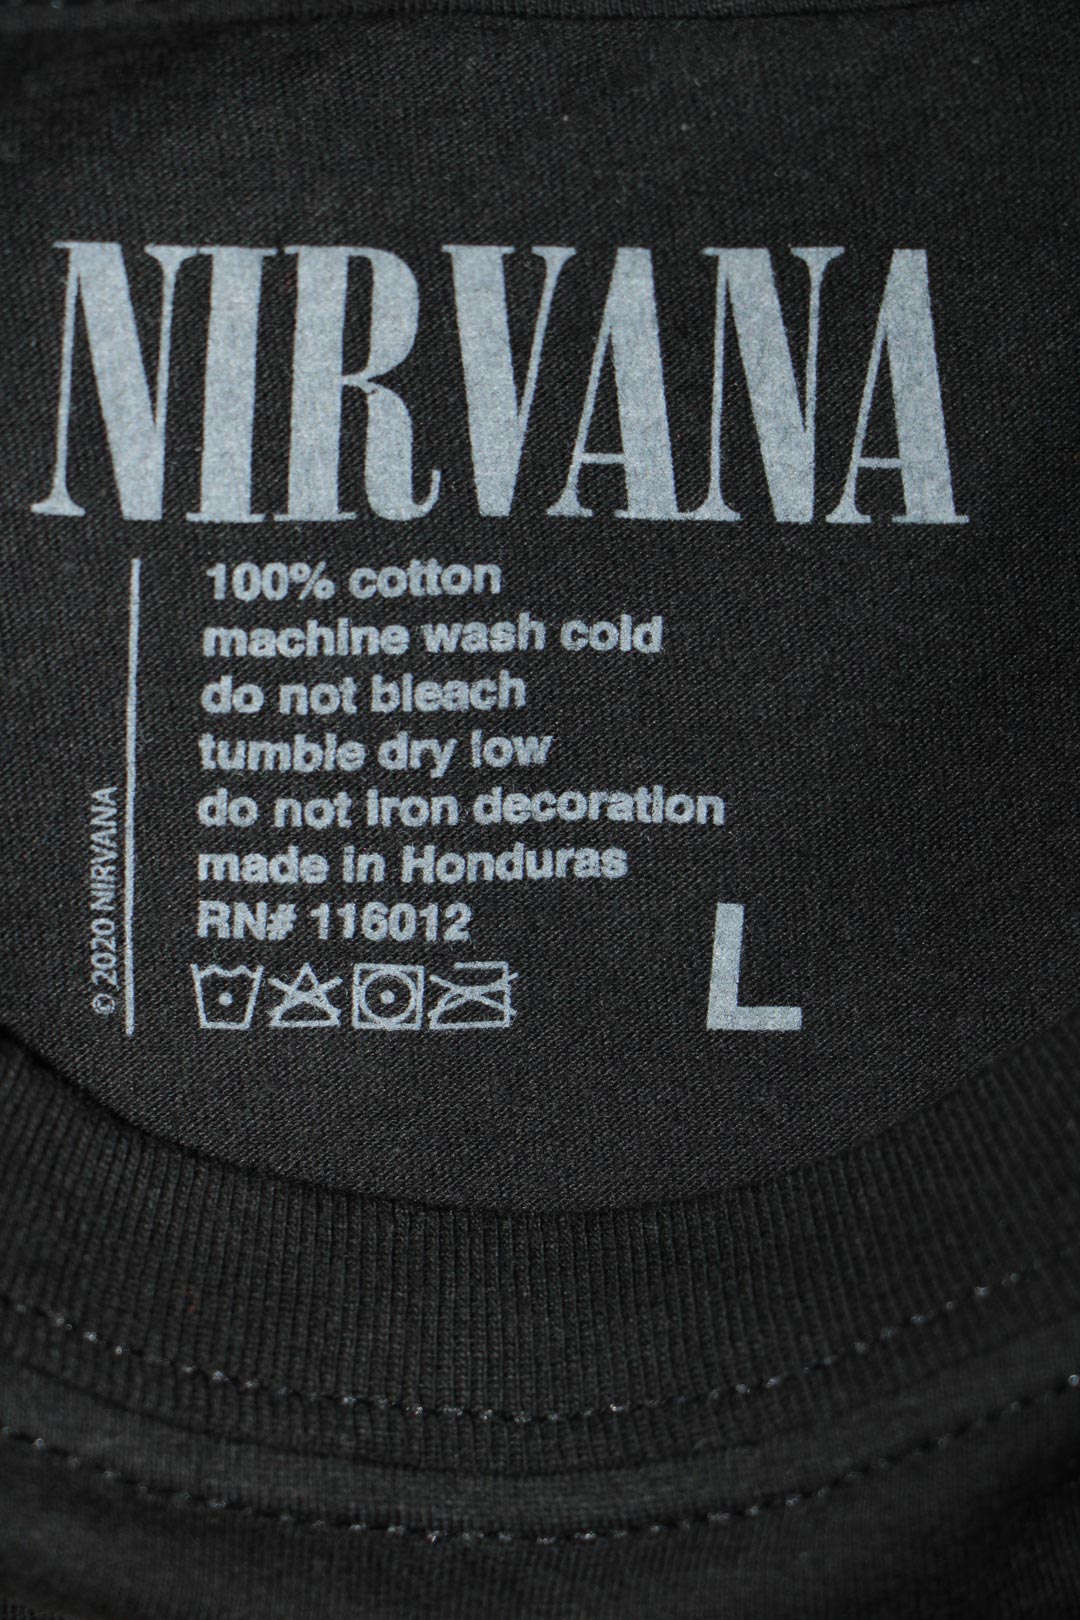 NIRVANA
100% cotton
machine wash cold
do not bleach
tumble dry low
do not iron decoration
made in Honduras
RN# 116012
L
© 2020 NIRVANA